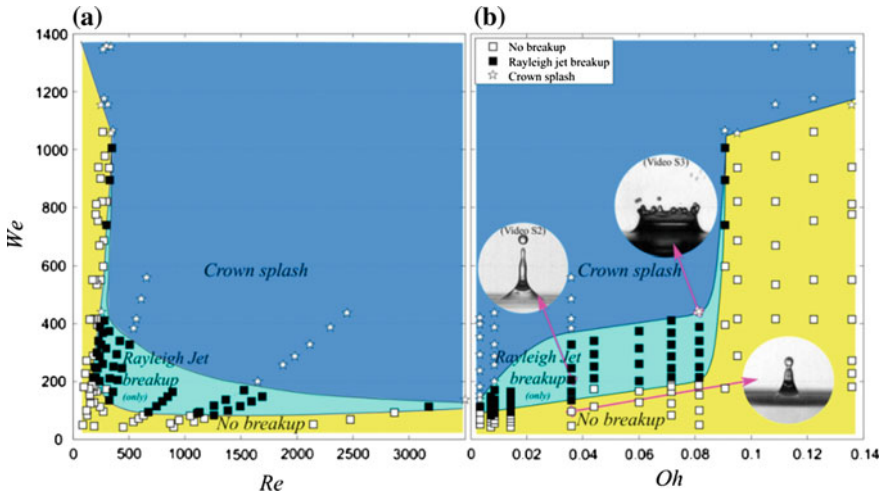 (a)
(b)
1400
1200
1000
800
600
400
200
0
We
0
500
1000
1500
2000
2500
3000
Re
Crown splash
Rayleigh Jet
breakup
(only)
No breakup
No breakup
Rayleigh jet breakup
Crown splash
(Video S3)
(Video S2)
Crown splash
Rayleigh Jet
breakup
(only)
No breakup
0
0.02
0.04
0.06
0.08
0.1
0.12
0.14
Oh